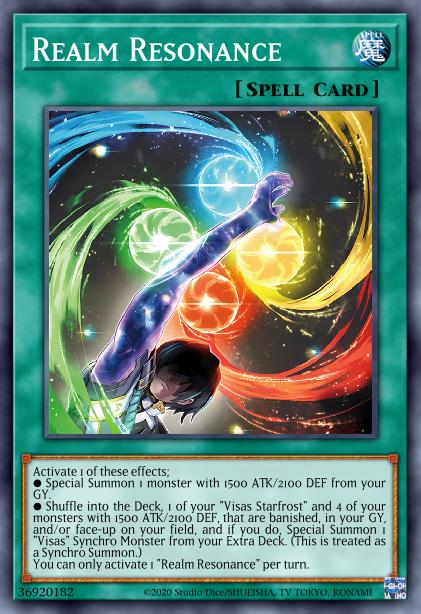 REALM RESONANCE
SPELL
魔
[SPELL CARD]
Activate 1 of these effects;
● Special Summon 1 monster with 1500 ATK/2100 DEF from your
GY.
● Shuffle into the Deck, 1 of your "Visas Starfrost" and 4 of your
monsters with 1500 ATK/2100 DEF, that are banished, in your GY,
and/or face-up on your field, and if you do, Special Summon 1
"Visas" Synchro Monster from your Extra Deck. (This is treated as
a Synchro Summon.)
You can only activate 1 "Realm Resonance" per turn.
36920182
©2020 Studio Dice/SHUEISHA, TV TOKYO, KONAMI